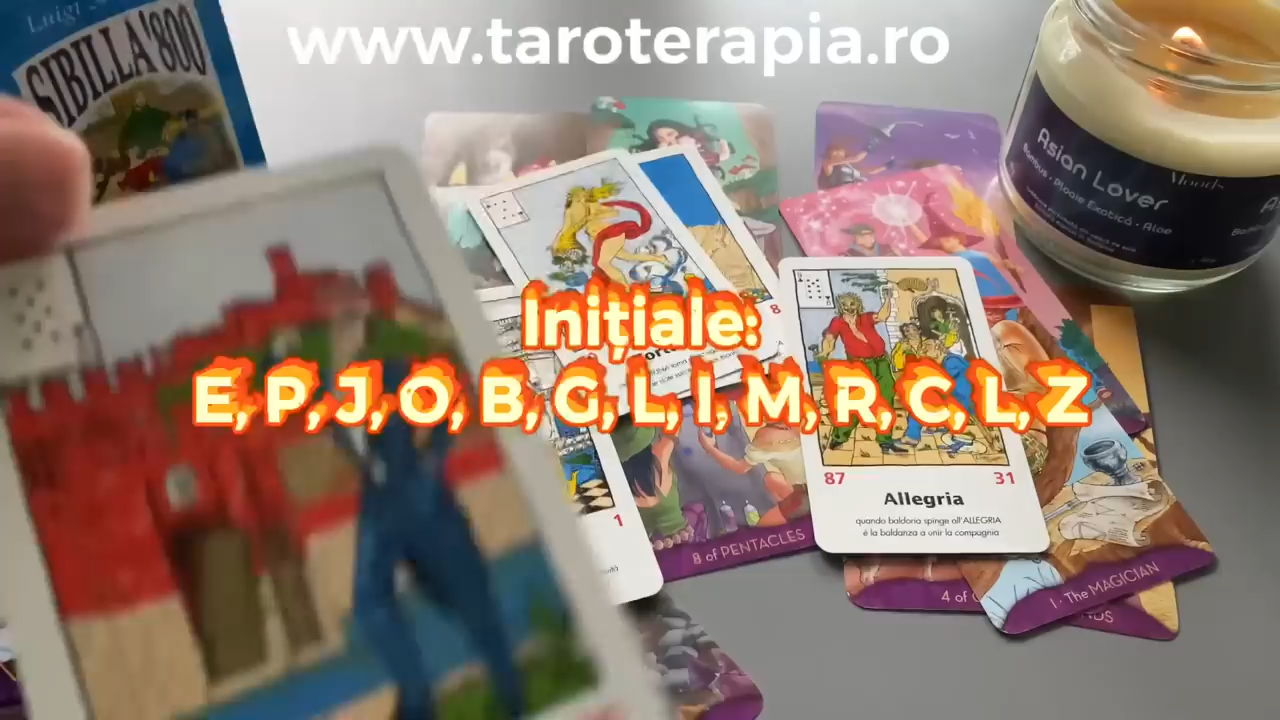 www.taroterapia.ro
Luigi
SIBILLA'800
Inițiale:
E, P, J, O, B, G, L, I, M, R, C, L, Z
Asian Lover
Moods
Bambus • Ploaie Exotică • Aloe
8
1
87 31
Allegria
quando baldoria spinge all'ALLEGRIA
è la baldanza a unir la compagnia
8 of PENTACLES
4 of
I • The MAGICIAN